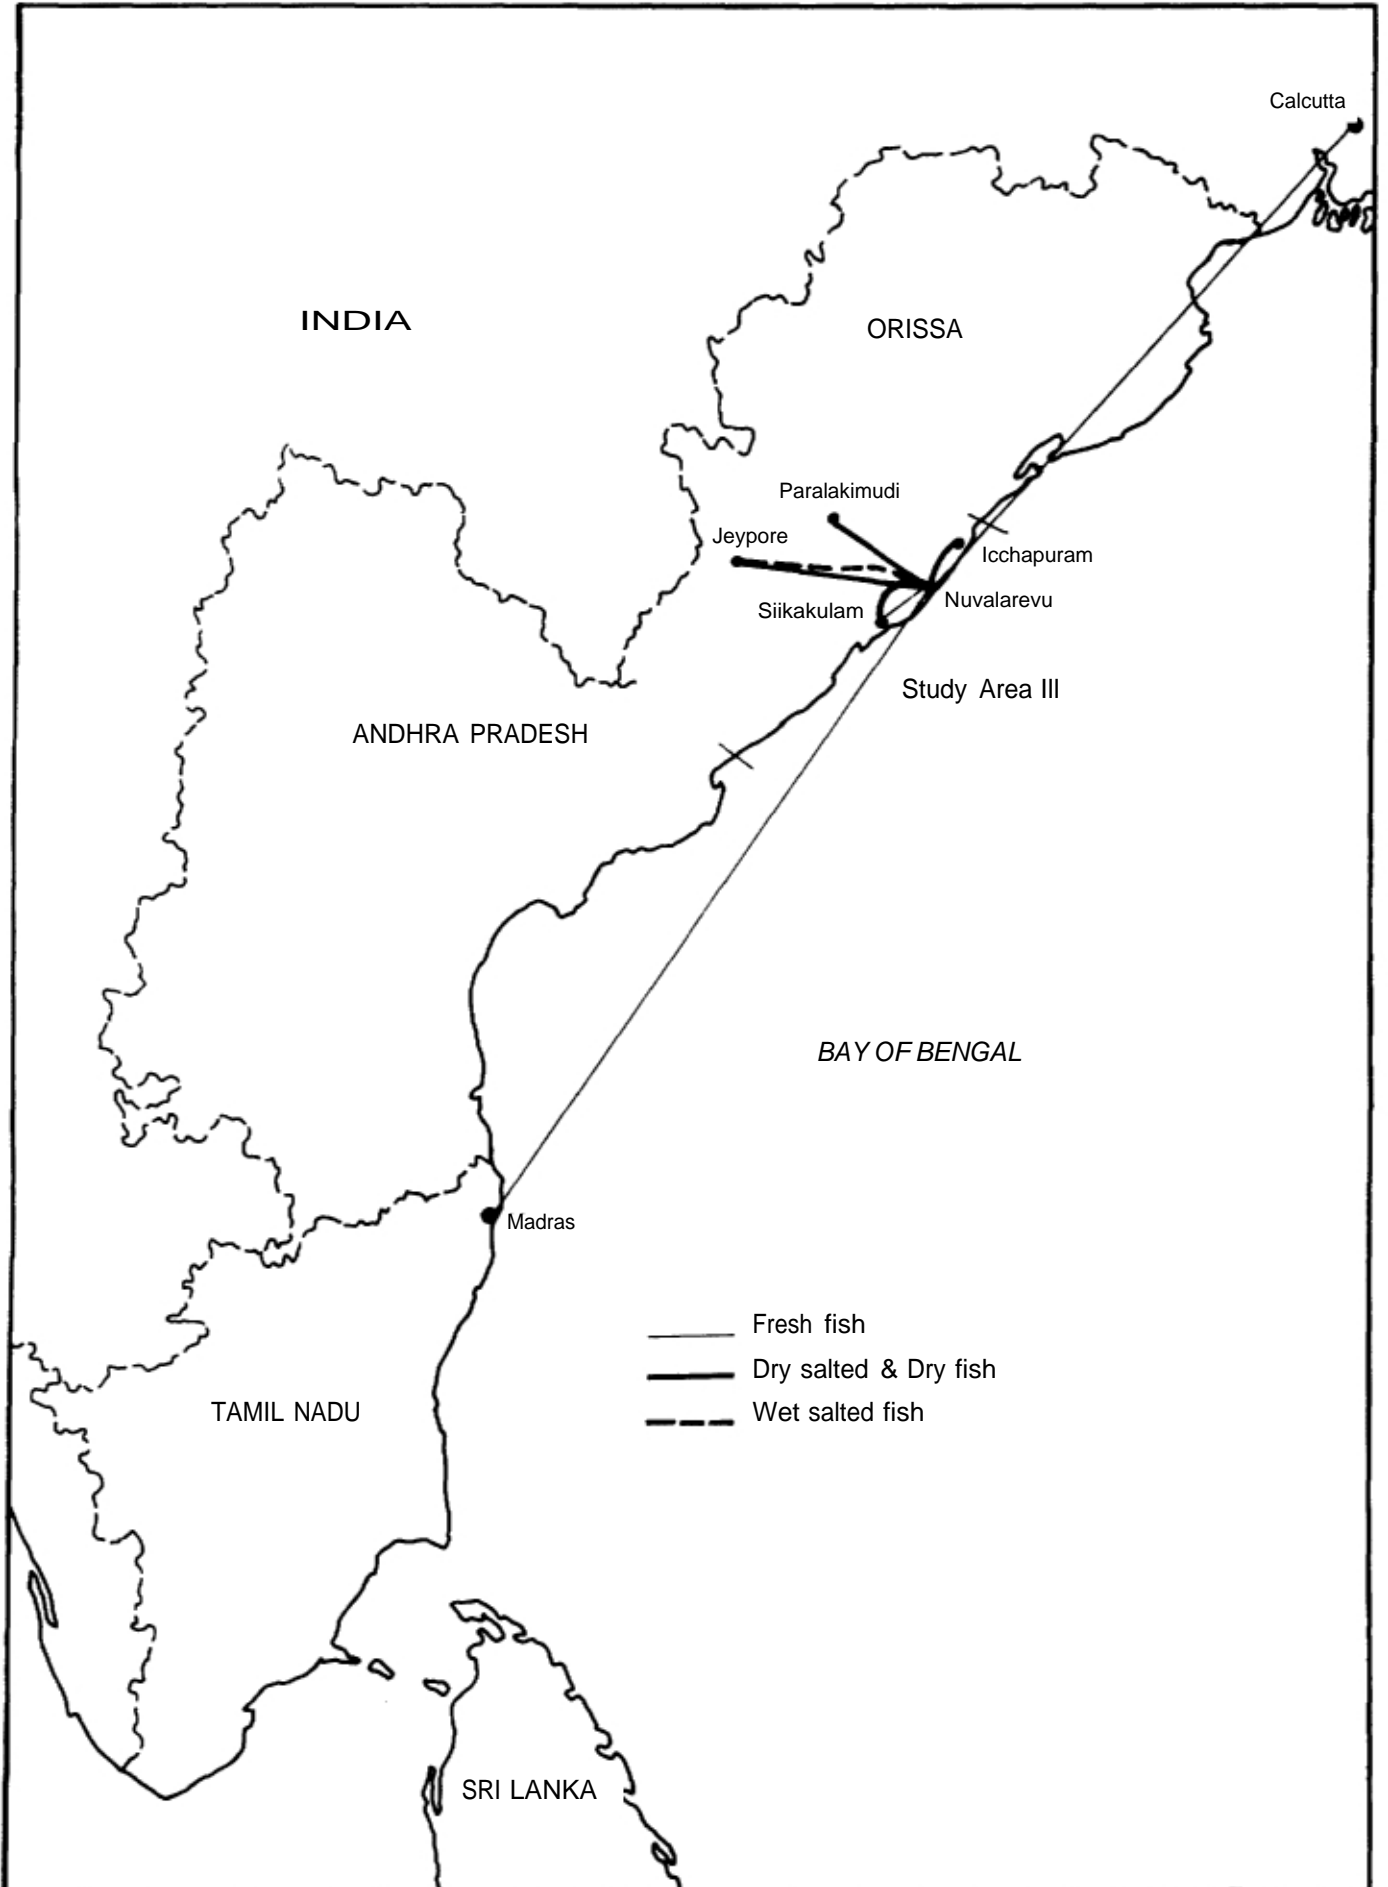 Calcutta
INDIA
ORISSA
Paralakimudi
Jeypore
Icchapuram
Siikakulam
Nuvalarevu
Study Area III
ANDHRA PRADESH
BAY OF BENGAL
Madras
Fresh fish
Dry salted & Dry fish
Wet salted fish
TAMIL NADU
SRI LANKA